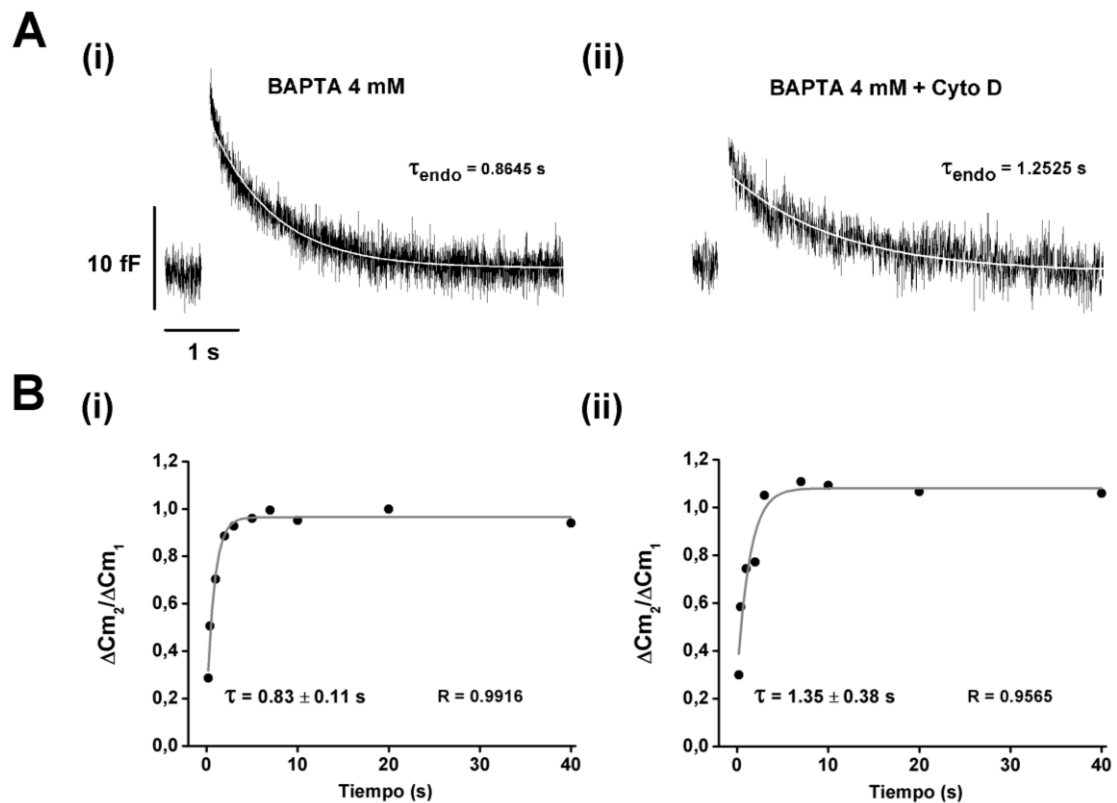 A
(i)
BAPTA 4 mM
τendo = 0.8645 s
10 fF
1 s
(ii)
BAPTA 4 mM + Cyto D
τendo = 1.2525 s
B
(i)
1,2
1,0
0,8
0,6
0,4
0,2
0,0
ΔCm2/ΔCm1
τ = 0.83 ± 0.11 s
R = 0.9916
0
10
20
30
40
Tiempo (s)
(ii)
1,2
1,0
0,8
0,6
0,4
0,2
0,0
ΔCm2/ΔCm1
τ = 1.35 ± 0.38 s
R = 0.9565
0
10
20
30
40
Tiempo (s)